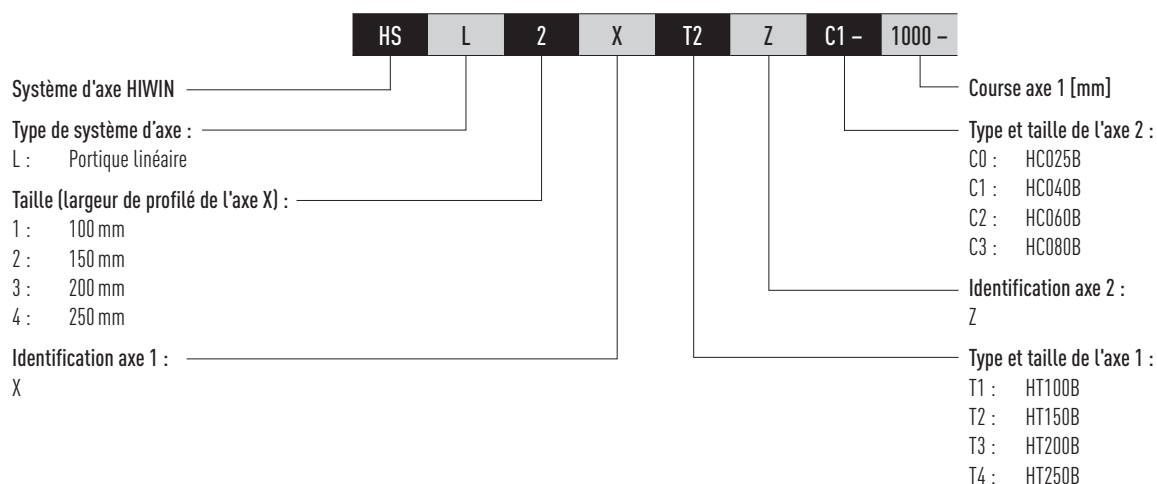 HS L 2 X T2 Z C1 – 1000 –
Système d'axe HIWIN
Type de système d’axe :
L : Portique linéaire
Taille (largeur de profilé de l'axe X) :
1 : 100 mm
2 : 150 mm
3 : 200 mm
4 : 250 mm
Identification axe 1 :
X
Course axe 1 [mm]
Type et taille de l'axe 2 :
C0 : HC025B
C1 : HC040B
C2 : HC060B
C3 : HC080B
Identification axe 2 :
Z
Type et taille de l'axe 1 :
T1 : HT100B
T2 : HT150B
T3 : HT200B
T4 : HT250B